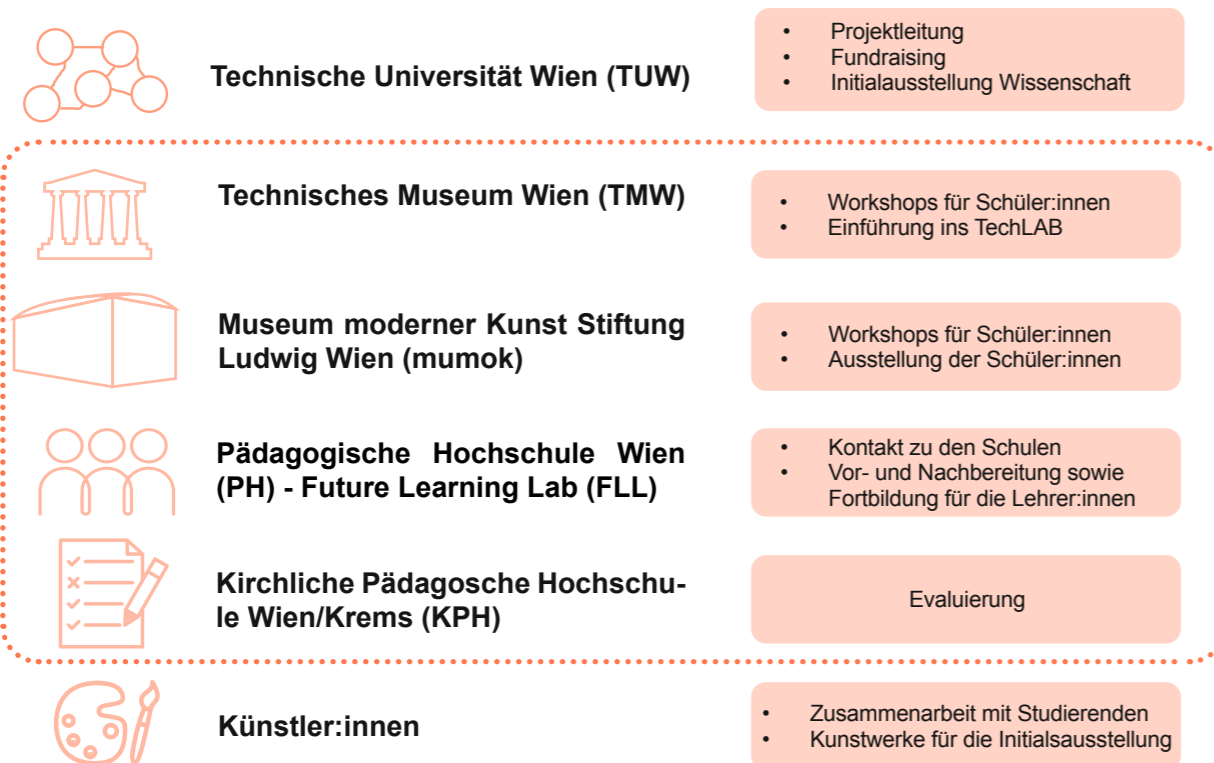 Technische Universität Wien (TUW)
• Projektleitung
• Fundraising
• Initialausstellung Wissenschaft
Technisches Museum Wien (TMW)
• Workshops für Schüler:innen
• Einführung ins TechLAB
Museum moderner Kunst Stiftung
Ludwig Wien (mumok)
• Workshops für Schüler:innen
• Ausstellung der Schüler:innen
Pädagogische Hochschule Wien
(PH) - Future Learning Lab (FLL)
• Kontakt zu den Schulen
• Vor- und Nachbereitung sowie
Fortbildung für die Lehrer:innen
Kirchliche Pädagosche Hochschu-
le Wien/Krems (KPH)
Evaluierung
Künstler:innen
• Zusammenarbeit mit Studierenden
• Kunstwerke für die Initialsausstellung